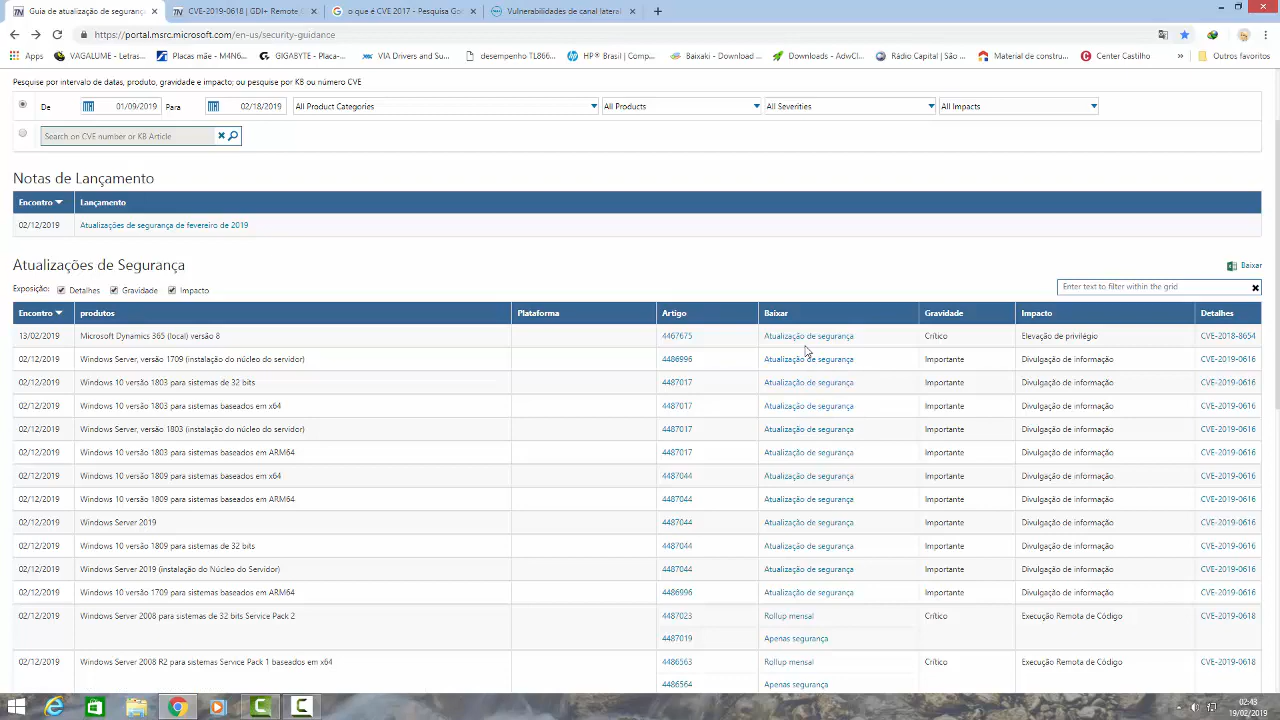 Guia de atualização de seguranç
CVE-2019-0618 | GDI+ Remote
o que é CVE 2017 - Pesquisa Go
Vulnerabilidades de canal lateral
https://portal.msrc.microsoft.com/en-us/security-guidance
Apps
VAGALUME - Letras...
Placas mãe - M4N6...
GIGABYTE - Placa-...
VIA Drivers and Su...
desempenho TL866...
HP® Brasil | Comp...
Baixaki - Download ...
Downloads - AmoDrv...
Rádio Capital | São ...
Material de constru...
Center Castilho
»
Outros favoritos
Pesquise por intervalo de datas, produto, gravidade e impacto; ou pesquise por KB ou número CVE
De 01/09/2019 Para 02/18/2019 All Product Categories All Products All Severities All Impacts
Search on CVE number or KB Article
Notas de Lançamento
Encontro Lançamento
02/12/2019 Atualizações de segurança de fevereiro de 2019
Atualizações de Segurança
Baixar
Exposição: Detalhes Gravidade Impacto
Enter text to filter within the grid
Encontro produtos Plataforma Artigo Baixar Gravidade Impacto Detalhes
13/02/2019 Microsoft Dynamics 365 (local) versão 8 4467675 Atualização de segurança Crítico Elevação de privilégio CVE-2018-8654
02/12/2019 Windows Server, versão 1709 (instalação do núcleo do servidor) 4486996 Atualização de segurança Importante Divulgação de informação CVE-2019-0616
02/12/2019 Windows 10 versão 1803 para sistemas de 32 bits 4487017 Atualização de segurança Importante Divulgação de informação CVE-2019-0616
02/12/2019 Windows 10 versão 1803 para sistemas baseados em x64 4487017 Atualização de segurança Importante Divulgação de informação CVE-2019-0616
02/12/2019 Windows Server, versão 1803 (instalação do núcleo do servidor) 4487017 Atualização de segurança Importante Divulgação de informação CVE-2019-0616
02/12/2019 Windows 10 versão 1803 para sistemas baseados em ARM64 4487017 Atualização de segurança Importante Divulgação de informação CVE-2019-0616
02/12/2019 Windows 10 versão 1809 para sistemas baseados em x64 4487044 Atualização de segurança Importante Divulgação de informação CVE-2019-0616
02/12/2019 Windows 10 versão 1809 para sistemas baseados em ARM64 4487044 Atualização de segurança Importante Divulgação de informação CVE-2019-0616
02/12/2019 Windows Server 2019 4487044 Atualização de segurança Importante Divulgação de informação CVE-2019-0616
02/12/2019 Windows 10 versão 1809 para sistemas de 32 bits 4487044 Atualização de segurança Importante Divulgação de informação CVE-2019-0616
02/12/2019 Windows Server 2019 (instalação do Núcleo do Servidor) 4487044 Atualização de segurança Importante Divulgação de informação CVE-2019-0616
02/12/2019 Windows 10 versão 1709 para sistemas baseados em ARM64 4486996 Atualização de segurança Importante Divulgação de informação CVE-2019-0616
02/12/2019 Windows Server 2008 para sistemas de 32 bits Service Pack 2 4487023 Rollup mensal Crítico Execução Remota de Código CVE-2019-0618
4487019 Apenas segurança
02/12/2019 Windows Server 2008 R2 para sistemas Service Pack 1 baseados em x64 4486563 Rollup mensal Crítico Execução Remota de Código CVE-2019-0618
4486564 Apenas segurança
02:43
19/02/2019